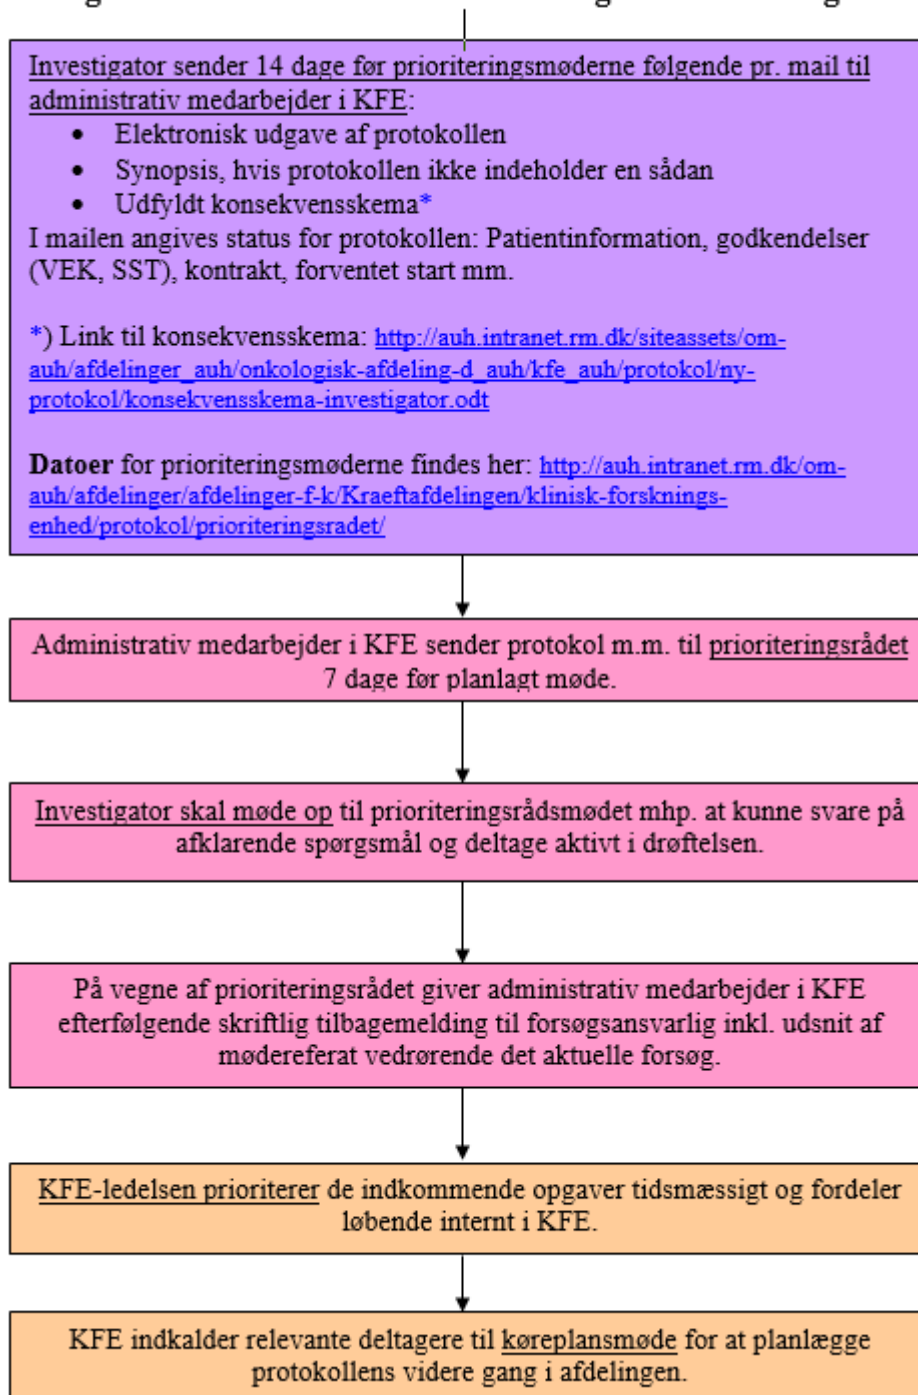 Investigator sender 14 dage før prioriteringsmøderne følgende pr. mail til
administrativ medarbejder i KFE:
• Elektronisk udgave af protokollen
• Synopsis, hvis protokollen ikke indeholder en sådan
• Udfyldt konsekvensskema*
I mailen angives status for protokollen: Patientinformation, godkendelser
(VEK, SST), kontrakt, forventet start mm.
*) Link til konsekvensskema: http://auh.intranet.rm.dk/siteassets/om-
auh/afdelinger_auh/onkologisk-afdeling-d_auh/kfe_auh/protokol/ny-
protokol/konsekvensskema-investigator.odt
Datoer for prioriteringsmøderne findes her: http://auh.intranet.rm.dk/om-
auh/afdelinger/afdelinger-f-k/Kraeftafdelingen/klinisk-forsknings-
enhed/protokol/prioriteringsradet/
Administrativ medarbejder i KFE sender protokol m.m. til prioriteringsrådet
7 dage før planlagt møde.
Investigator skal møde op til prioriteringsrådsmødet mhp. at kunne svare på
afklarende spørgsmål og deltage aktivt i drøftelsen.
På vegne af prioriteringsrådet giver administrativ medarbejder i KFE
efterfølgende skriftlig tilbagemelding til forsøgsansvarlig inkl. udsnit af
mødereferat vedrørende det aktuelle forsøg.
KFE-ledelsen prioriterer de indkommende opgaver tidsmæssigt og fordeler
løbende internt i KFE.
KFE indkalder relevante deltagere til køreplansmøde for at planlægge
protokollens videre gang i afdelingen.